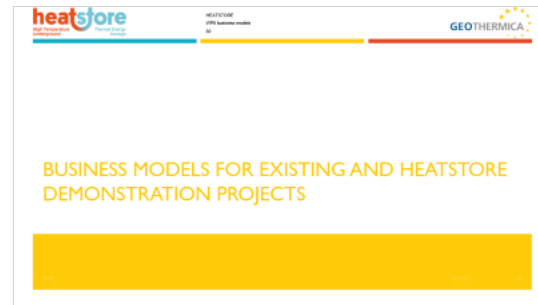 heatstore
High Temperature Underground
Thermal Energy Storage
HEATSTORE
WP6 business models
GEOTHERMICA
BUSINESS MODELS FOR EXISTING AND HEATSTORE
DEMONSTRATION PROJECTS